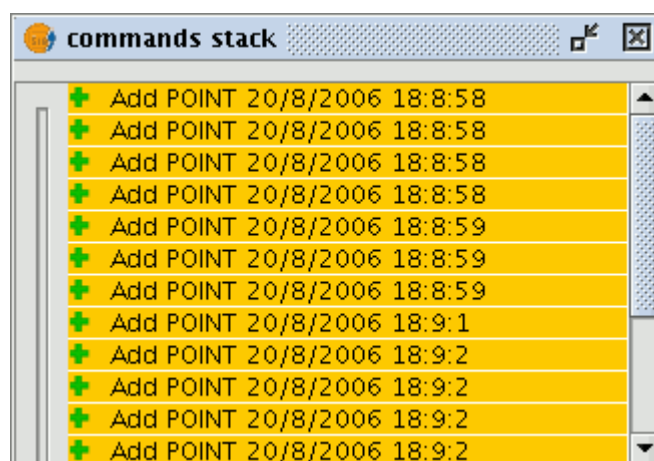 commands stack
Add POINT 20/8/2006 18:8:58
Add POINT 20/8/2006 18:8:58
Add POINT 20/8/2006 18:8:58
Add POINT 20/8/2006 18:8:58
Add POINT 20/8/2006 18:8:59
Add POINT 20/8/2006 18:8:59
Add POINT 20/8/2006 18:8:59
Add POINT 20/8/2006 18:9:1
Add POINT 20/8/2006 18:9:2
Add POINT 20/8/2006 18:9:2
Add POINT 20/8/2006 18:9:2
Add POINT 20/8/2006 18:9:2